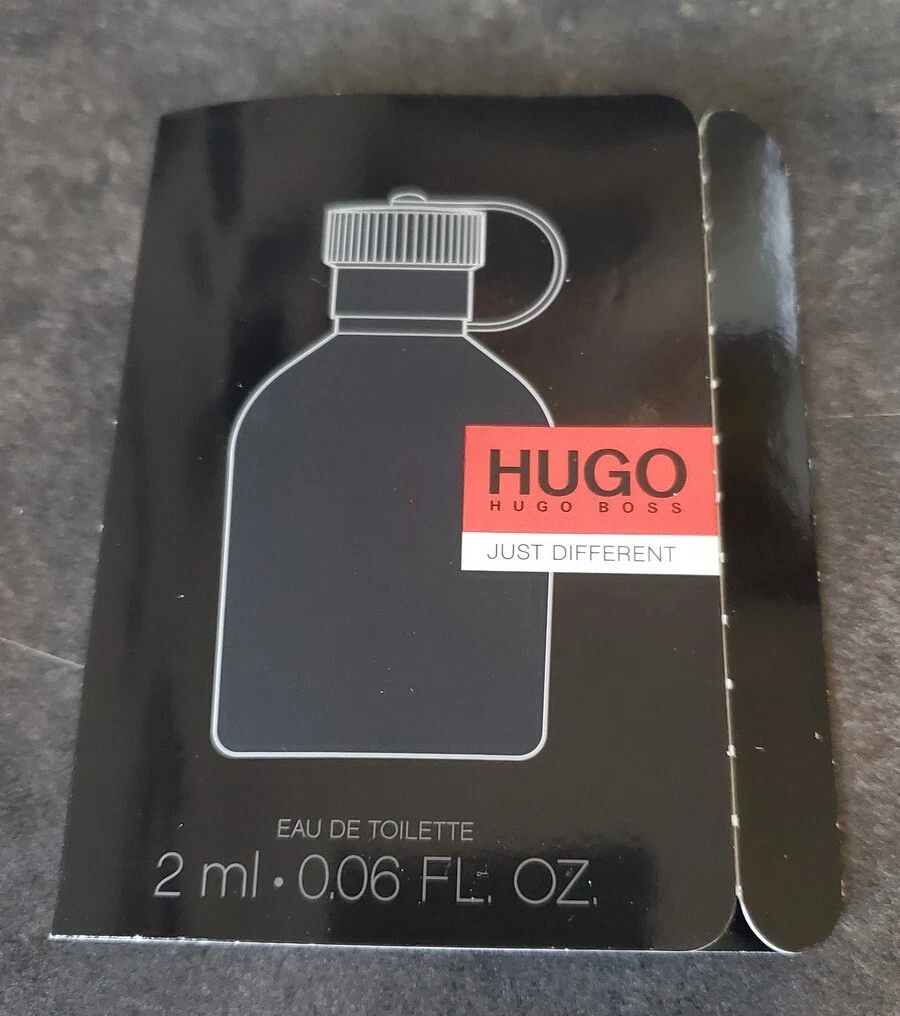 HUGO
HUGO BOSS
JUST DIFFERENT
EAU DE TOILETTE
2 ml • 0.06 FL. OZ.